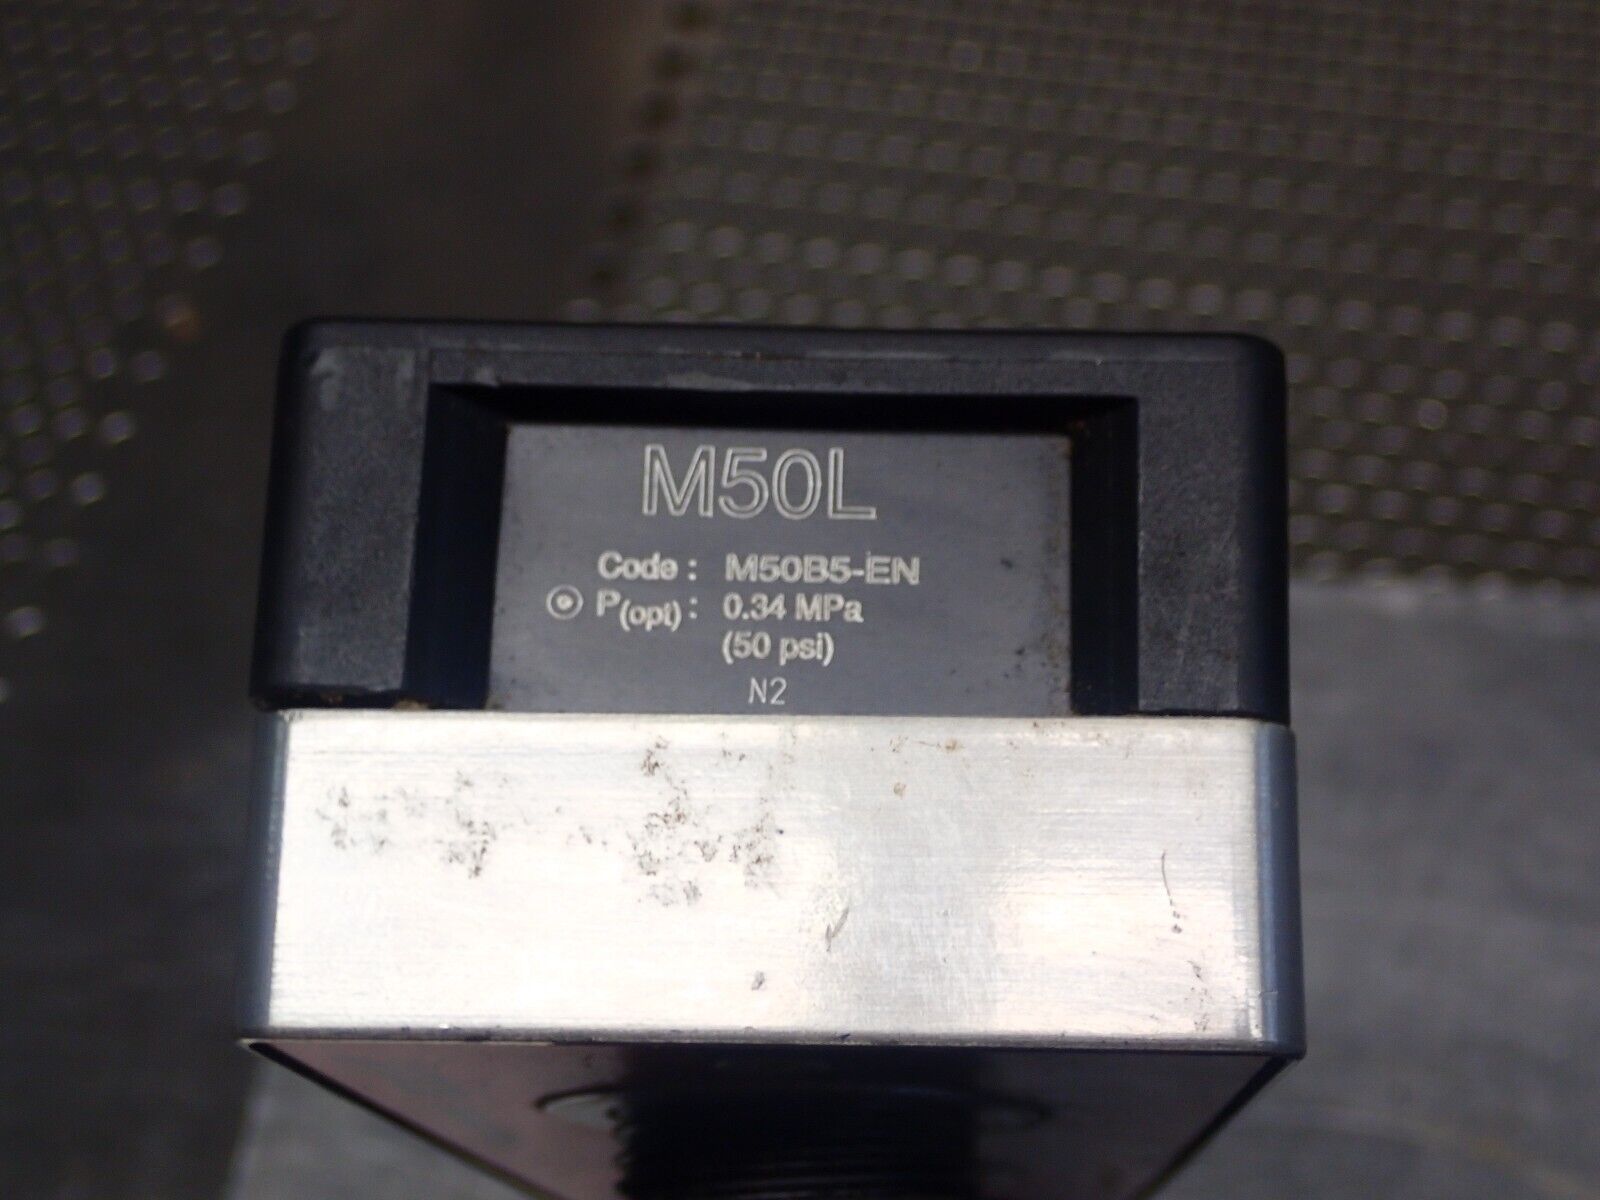 M50L
Code : M50B5-EN
P(opt) : 0.34 MPa
(50 psi)
N2